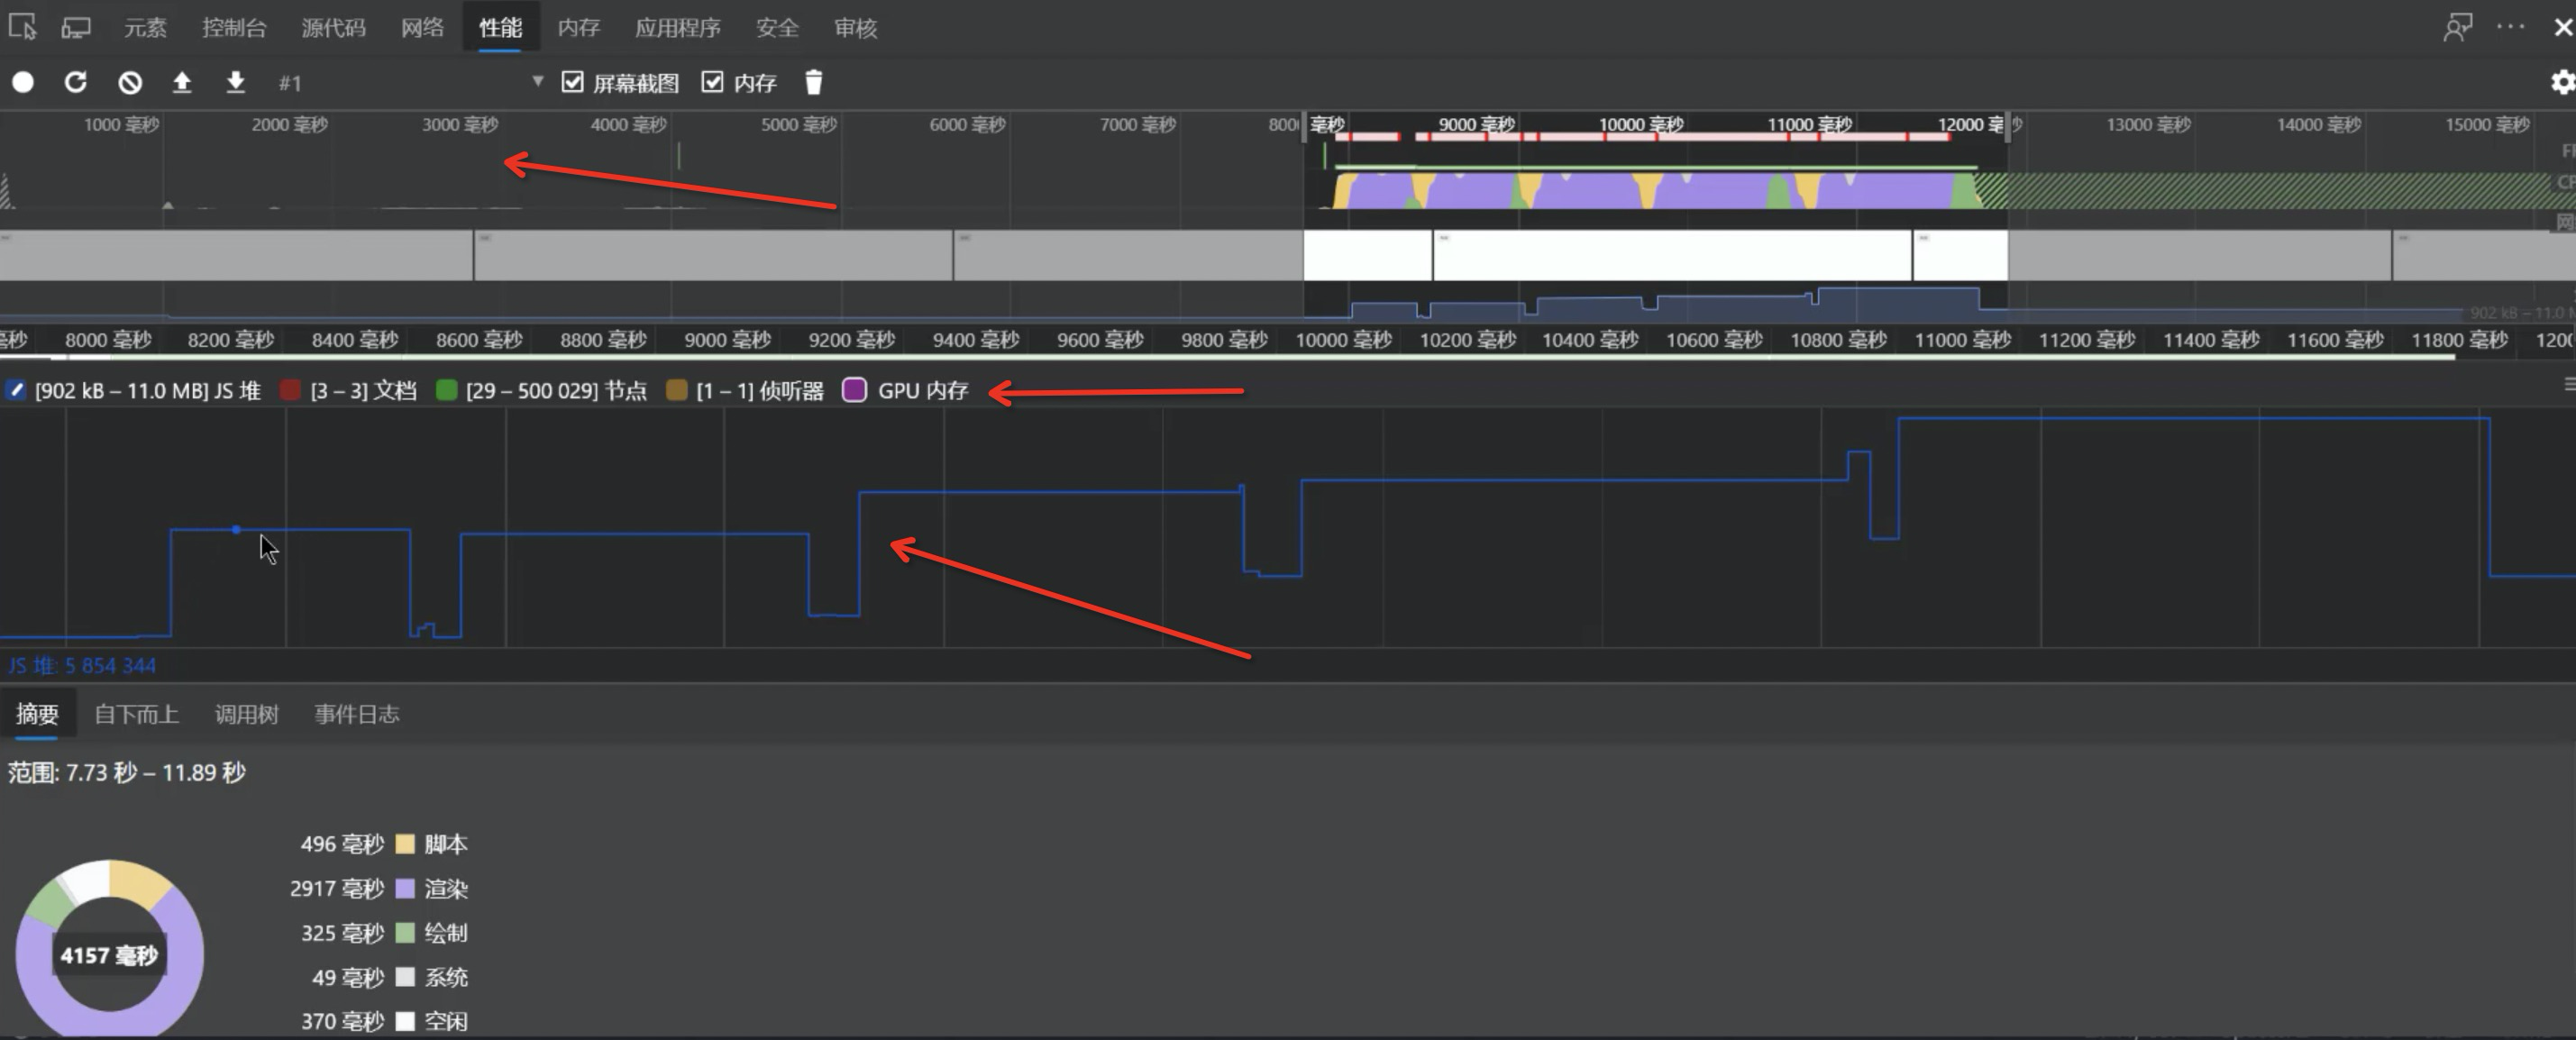 元素 控制台 源代码 网络 性能 内存 应用程序 安全 审核
#1 屏幕截图 内存
1000 毫秒 2000 毫秒 3000 毫秒 4000 毫秒 5000 毫秒 6000 毫秒 7000 毫秒 800 毫秒 9000 毫秒 10000 毫秒 11000 毫秒 12000 毫秒 13000 毫秒 14000 毫秒 15000 毫秒
902 kB – 11.0 M
毫秒 8000 毫秒 8200 毫秒 8400 毫秒 8600 毫秒 8800 毫秒 9000 毫秒 9200 毫秒 9400 毫秒 9600 毫秒 9800 毫秒 10000 毫秒 10200 毫秒 10400 毫秒 10600 毫秒 10800 毫秒 11000 毫秒 11200 毫秒 11400 毫秒 11600 毫秒 11800 毫秒 1200
[902 kB – 11.0 MB] JS 堆 [3 – 3] 文档 [29 – 500 029] 节点 [1 – 1] 侦听器 GPU 内存
JS 堆: 5 854 344
摘要 自下而上 调用树 事件日志
范围: 7.73 秒 – 11.89 秒
496 毫秒 脚本
2917 毫秒 渲染
325 毫秒 绘制
4157 毫秒
49 毫秒 系统
370 毫秒 空闲